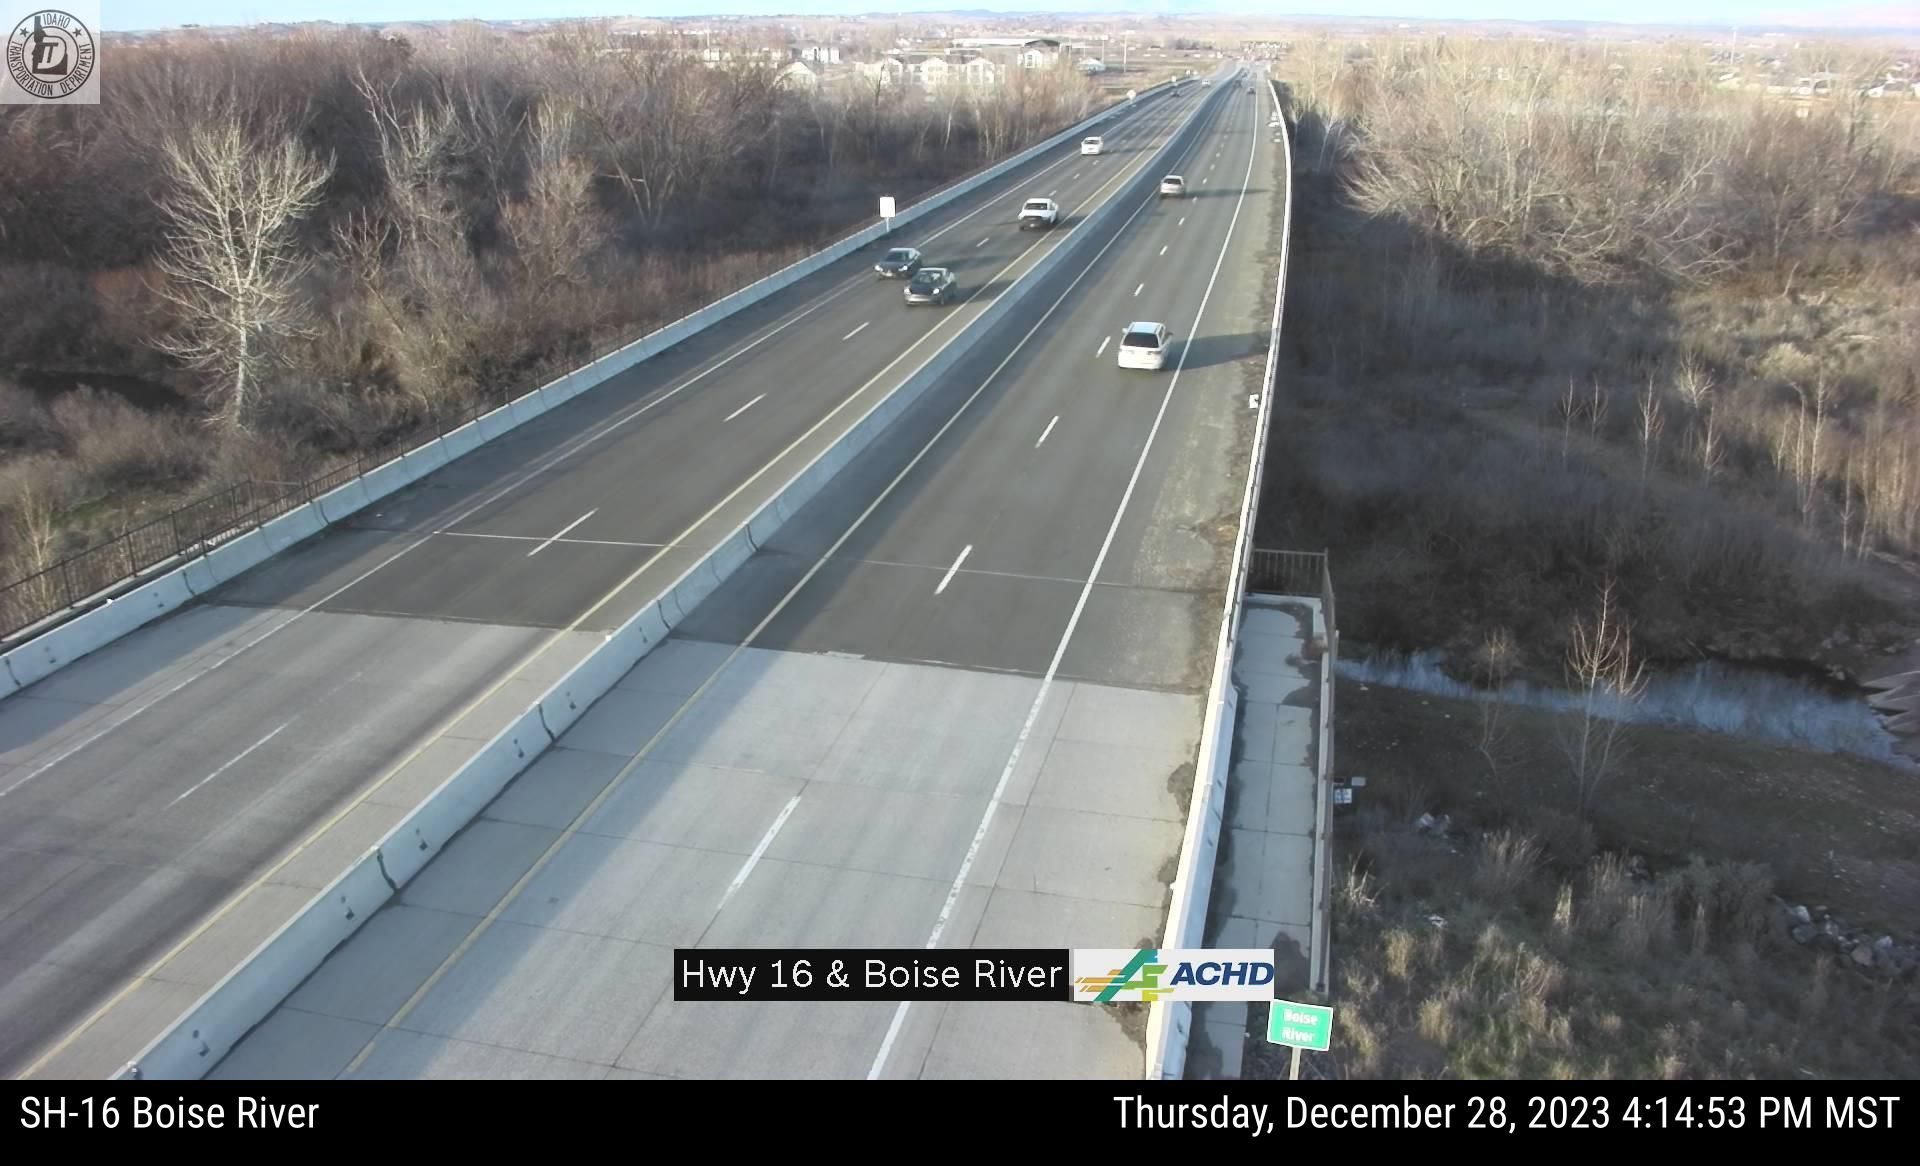 IDAHO
TRANSPORTATION DEPARTMENT
Hwy 16 & Boise River
ACHD
Boise
River
SH-16 Boise River
Thursday, December 28, 2023 4:14:53 PM MST